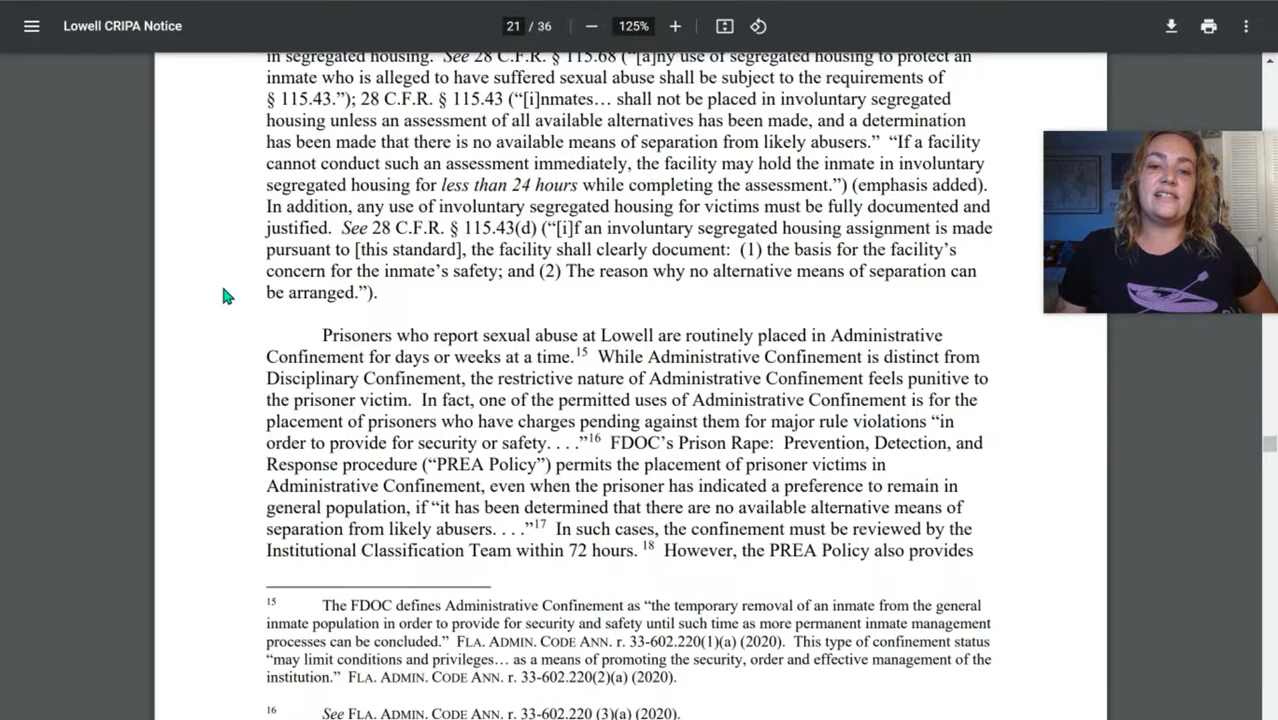 Lowell CRIPA Notice
21 / 36
125%
in segregated housing. See 28 C.F.R. § 115.68 (“[a]ny use of segregated housing to protect an
inmate who is alleged to have suffered sexual abuse shall be subject to the requirements of
§ 115.43.”); 28 C.F.R. § 115.43 (“[i]nmates… shall not be placed in involuntary segregated
housing unless an assessment of all available alternatives has been made, and a determination
has been made that there is no available means of separation from likely abusers.” “If a facility
cannot conduct such an assessment immediately, the facility may hold the inmate in involuntary
segregated housing for less than 24 hours while completing the assessment.”) (emphasis added).
In addition, any use of involuntary segregated housing for victims must be fully documented and
justified. See 28 C.F.R. § 115.43(d) (“[i]f an involuntary segregated housing assignment is made
pursuant to [this standard], the facility shall clearly document: (1) the basis for the facility’s
concern for the inmate’s safety; and (2) The reason why no alternative means of separation can
be arranged.”).
Prisoners who report sexual abuse at Lowell are routinely placed in Administrative
Confinement for days or weeks at a time.15 While Administrative Confinement is distinct from
Disciplinary Confinement, the restrictive nature of Administrative Confinement feels punitive to
the prisoner victim. In fact, one of the permitted uses of Administrative Confinement is for the
placement of prisoners who have charges pending against them for major rule violations “in
order to provide for security or safety. . . .”16 FDOC’s Prison Rape: Prevention, Detection, and
Response procedure (“PREA Policy”) permits the placement of prisoner victims in
Administrative Confinement, even when the prisoner has indicated a preference to remain in
general population, if “it has been determined that there are no available alternative means of
separation from likely abusers. . . .”17 In such cases, the confinement must be reviewed by the
Institutional Classification Team within 72 hours. 18 However, the PREA Policy also provides
15 The FDOC defines Administrative Confinement as “the temporary removal of an inmate from the general
inmate population in order to provide for security and safety until such time as more permanent inmate management
processes can be concluded.” FLA. ADMIN. CODE ANN. r. 33-602.220(1)(a) (2020). This type of confinement status
“may limit conditions and privileges… as a means of promoting the security, order and effective management of the
institution.” FLA. ADMIN. CODE ANN. r. 33-602.220(2)(a) (2020).
16 See FLA. ADMIN. CODE ANN. r. 33-602.220 (3)(a) (2020).